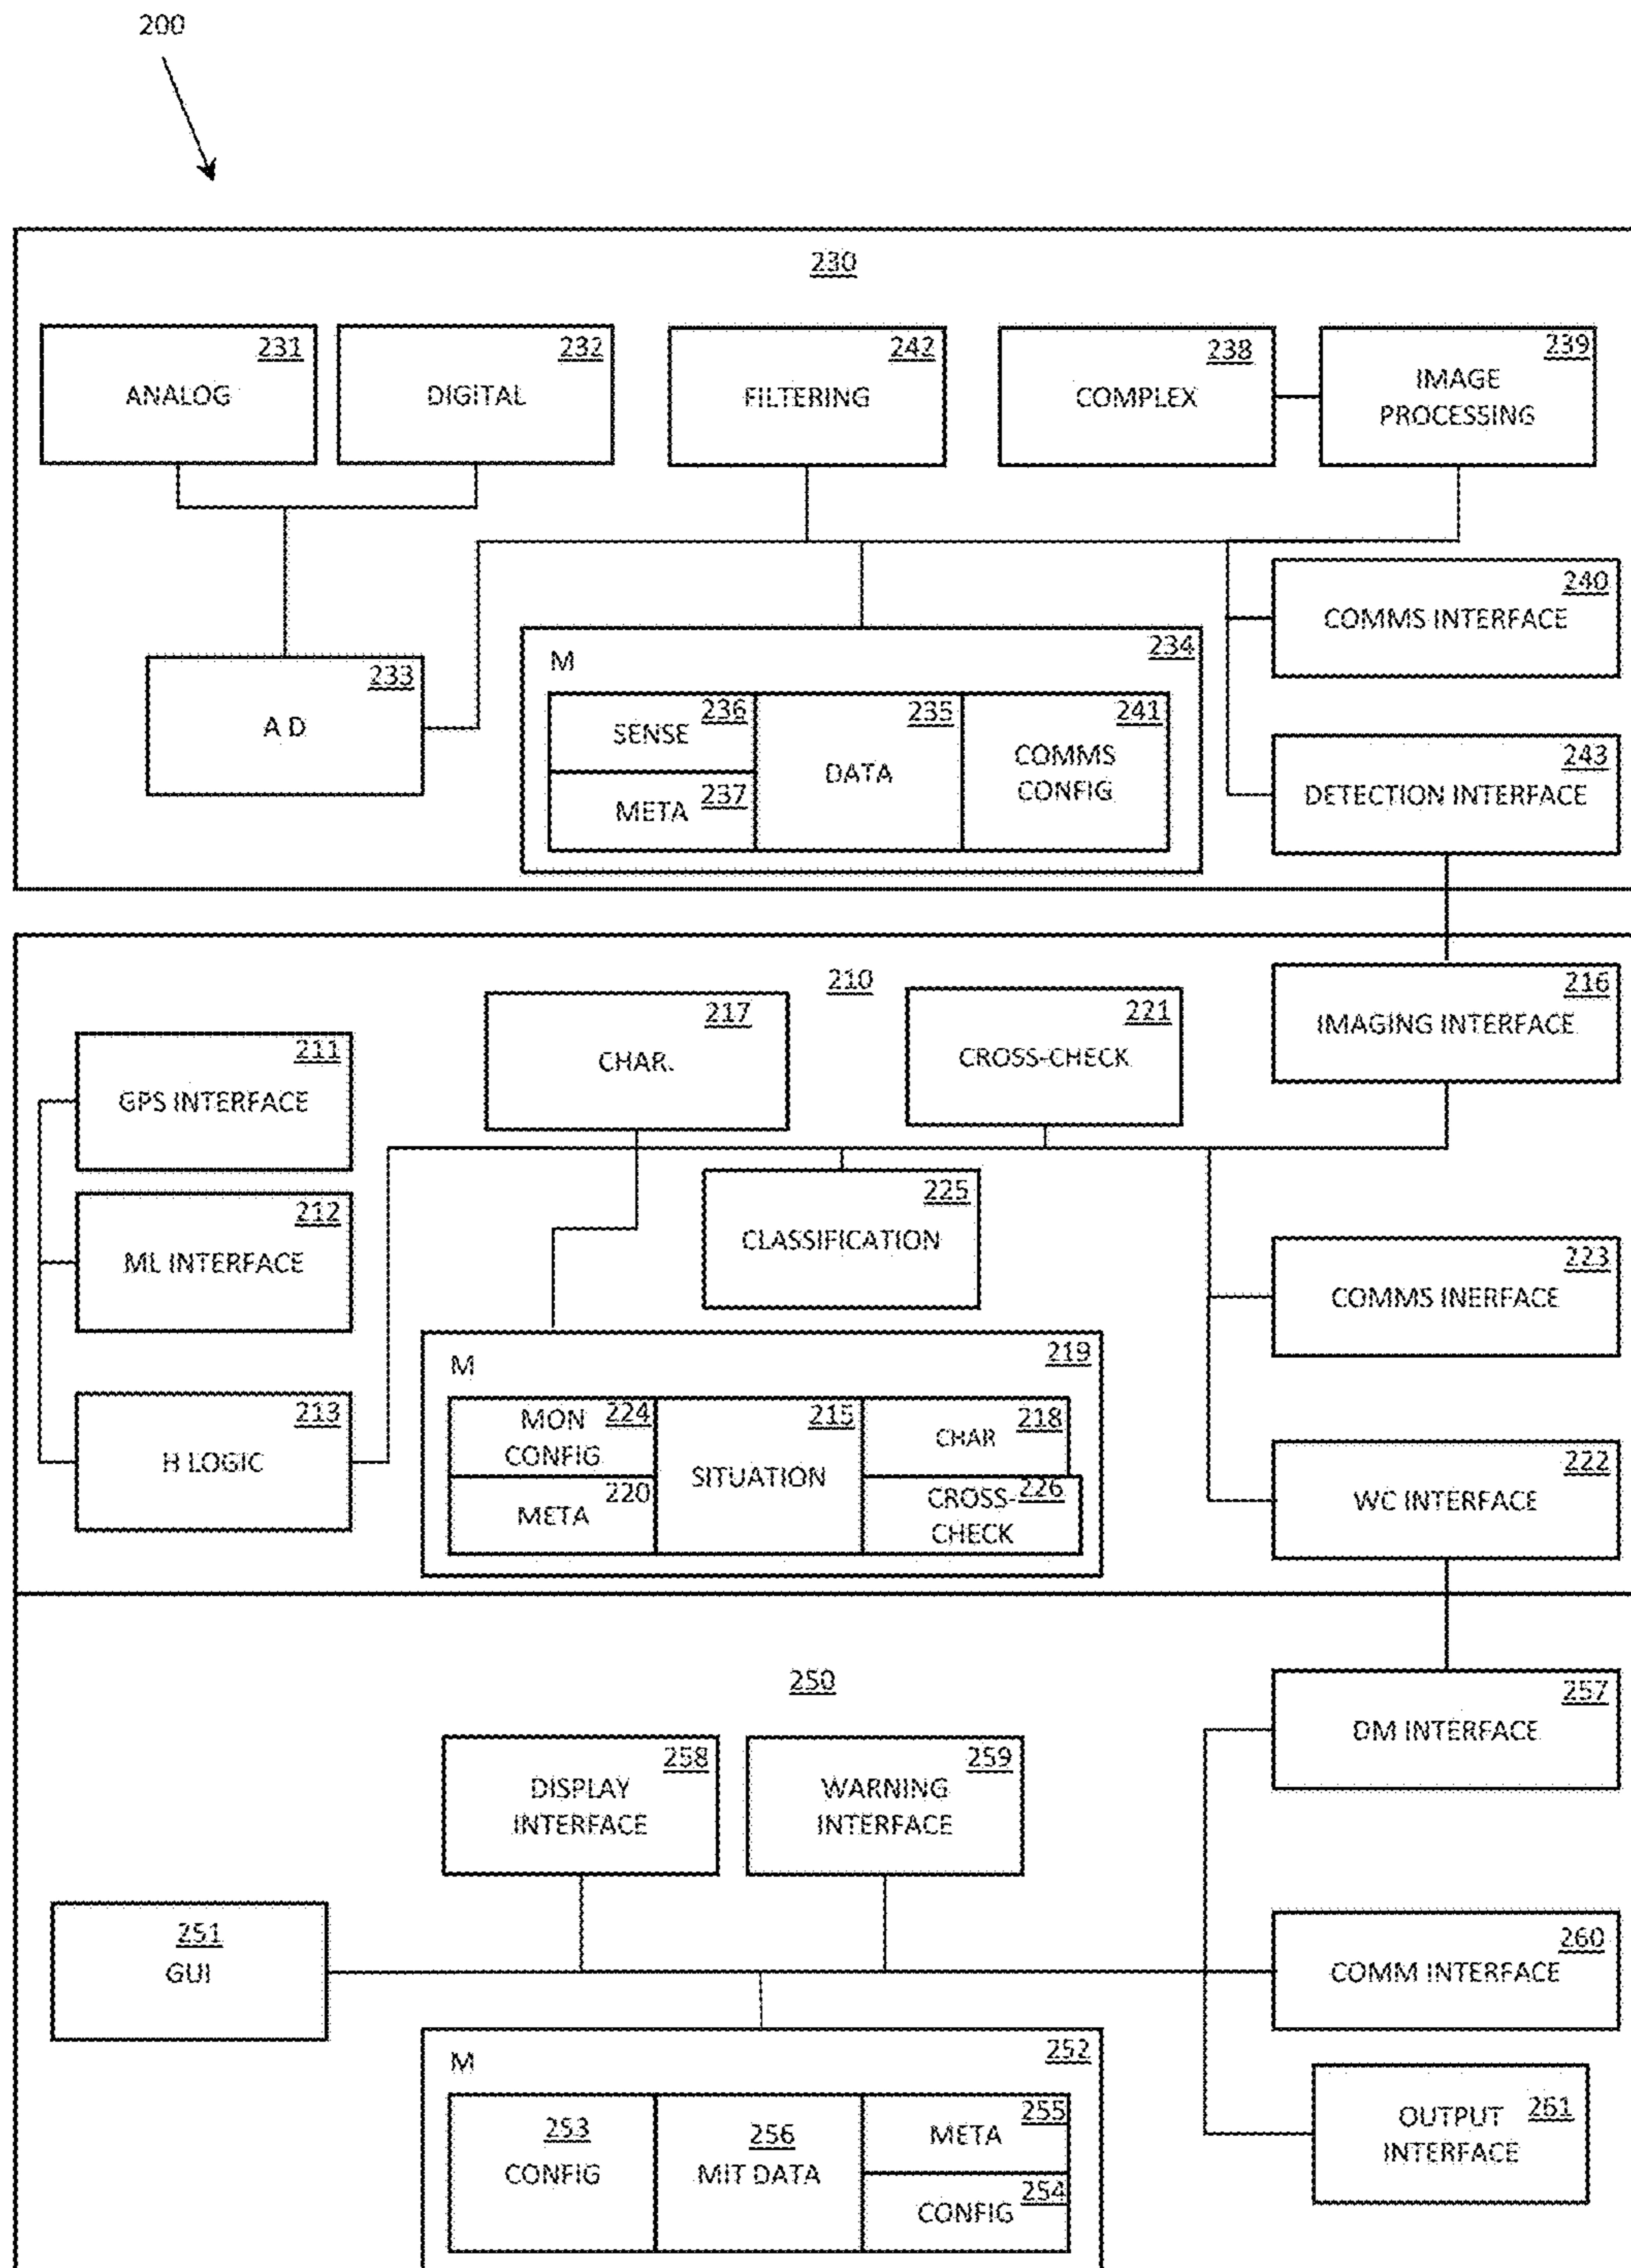 200
230
231
ANALOG
232
DIGITAL
242
FILTERING
238
COMPLEX
239
IMAGE
PROCESSING
240
COMMS INTERFACE
233
A D
234
M
236
SENSE
237
META
235
DATA
241
COMMS
CONFIG
243
DETECTION INTERFACE
210
216
IMAGING INTERFACE
217
CHAR.
221
CROSS-CHECK
211
GPS INTERFACE
212
ML INTERFACE
225
CLASSIFICATION
223
COMMS INERFACE
213
H LOGIC
219
M
224
MON
CONFIG
220
META
215
SITUATION
218
CHAR
226
CROSS-
CHECK
222
WC INTERFACE
250
257
DM INTERFACE
258
DISPLAY
INTERFACE
259
WARNING
INTERFACE
251
GUI
260
COMM INTERFACE
252
M
253
CONFIG
256
MIT DATA
255
META
254
CONFIG
OUTPUT 261
INTERFACE